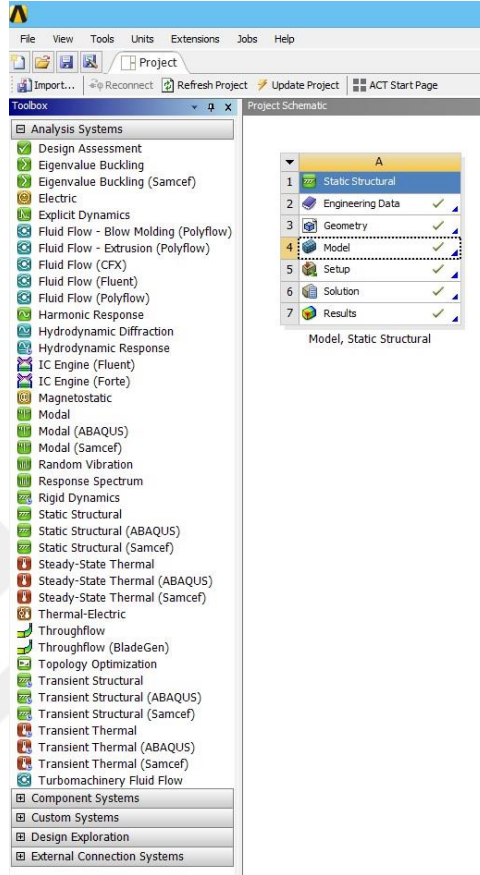 File View Tools Units Extensions Jobs Help
Project
Import... Reconnect Refresh Project Update Project ACT Start Page
Toolbox
Project Schematic
Analysis Systems
Design Assessment
Eigenvalue Buckling
Eigenvalue Buckling (Samcef)
Electric
Explicit Dynamics
Fluid Flow - Blow Molding (Polyflow)
Fluid Flow - Extrusion (Polyflow)
Fluid Flow (CFX)
Fluid Flow (Fluent)
Fluid Flow (Polyflow)
Harmonic Response
Hydrodynamic Diffraction
Hydrodynamic Response
IC Engine (Fluent)
IC Engine (Forte)
Magnetostatic
Modal
Modal (ABAQUS)
Modal (Samcef)
Random Vibration
Response Spectrum
Rigid Dynamics
Static Structural
Static Structural (ABAQUS)
Static Structural (Samcef)
Steady-State Thermal
Steady-State Thermal (ABAQUS)
Steady-State Thermal (Samcef)
Thermal-Electric
Throughflow
Throughflow (BladeGen)
Topology Optimization
Transient Structural
Transient Structural (ABAQUS)
Transient Structural (Samcef)
Transient Thermal
Transient Thermal (ABAQUS)
Transient Thermal (Samcef)
Turbomachinery Fluid Flow
Component Systems
Custom Systems
Design Exploration
External Connection Systems
A
1 Static Structural
2 Engineering Data
3 Geometry
4 Model
5 Setup
6 Solution
7 Results
Model, Static Structural